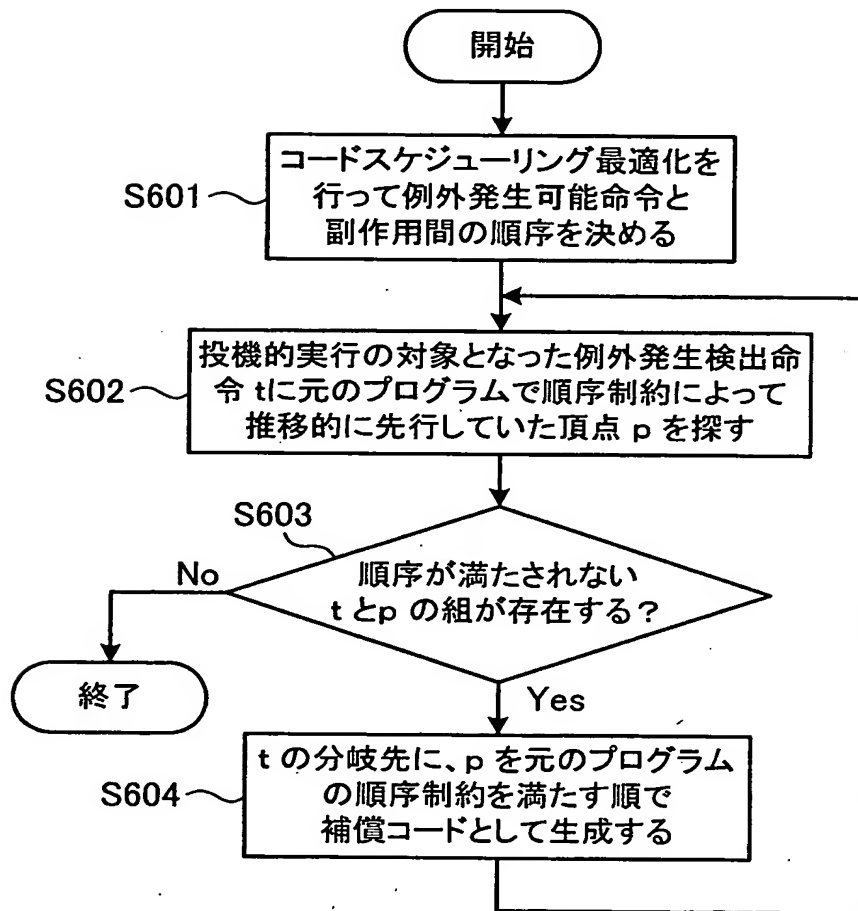 開始
S601
コードスケジューリング最適化を
行って例外発生可能命令と
副作用間の順序を決める
S602
投機的実行の対象となった例外発生検出命
令 tに元のプログラムで順序制約によって
推移的に先行していた頂点 p を探す
S603
順序が満たされない
t とp の組が存在する?
No
終了
Yes
S604
t の分岐先に、p を元のプログラム
の順序制約を満たす順で
補償コードとして生成する